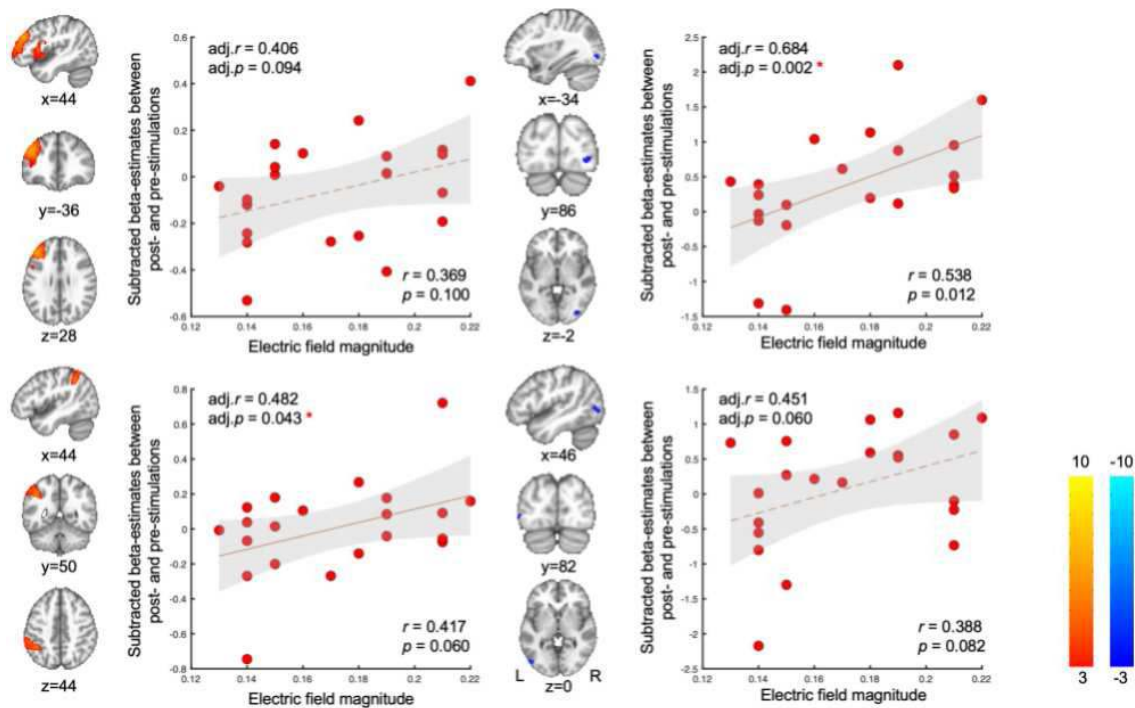 x=44
y=-36
z=28
Subtracted beta-estimates between
post- and pre-stimulations
0.6
0.4
0.2
0
-0.2
-0.4
-0.6
adj.r = 0.406
adj.p = 0.094
r = 0.369
p = 0.100
0.12 0.14 0.16 0.18 0.2 0.22
Electric field magnitude
x=-34
y=86
z=-2
Subtracted beta-estimates between
post- and pre-stimulations
2.5
2
1.5
1
0.5
0
-0.5
-1
-1.5
adj.r = 0.684
adj.p = 0.002 *
r = 0.538
p = 0.012
0.12 0.14 0.16 0.18 0.2 0.22
Electric field magnitude
x=44
y=50
z=44
Subtracted beta-estimates between
post- and pre-stimulations
0.8
0.6
0.4
0.2
0
-0.2
-0.4
-0.6
-0.8
adj.r = 0.482
adj.p = 0.043 *
r = 0.417
p = 0.060
0.12 0.14 0.16 0.18 0.2 0.22
Electric field magnitude
x=46
y=82
L R
z=0
Subtracted beta-estimates between
post- and pre-stimulations
2.5
2
1.5
1
0.5
0
-0.5
-1
-1.5
-2
-2.5
adj.r = 0.451
adj.p = 0.060
r = 0.388
p = 0.082
0.12 0.14 0.16 0.18 0.2 0.22
Electric field magnitude
10 -10
3 -3